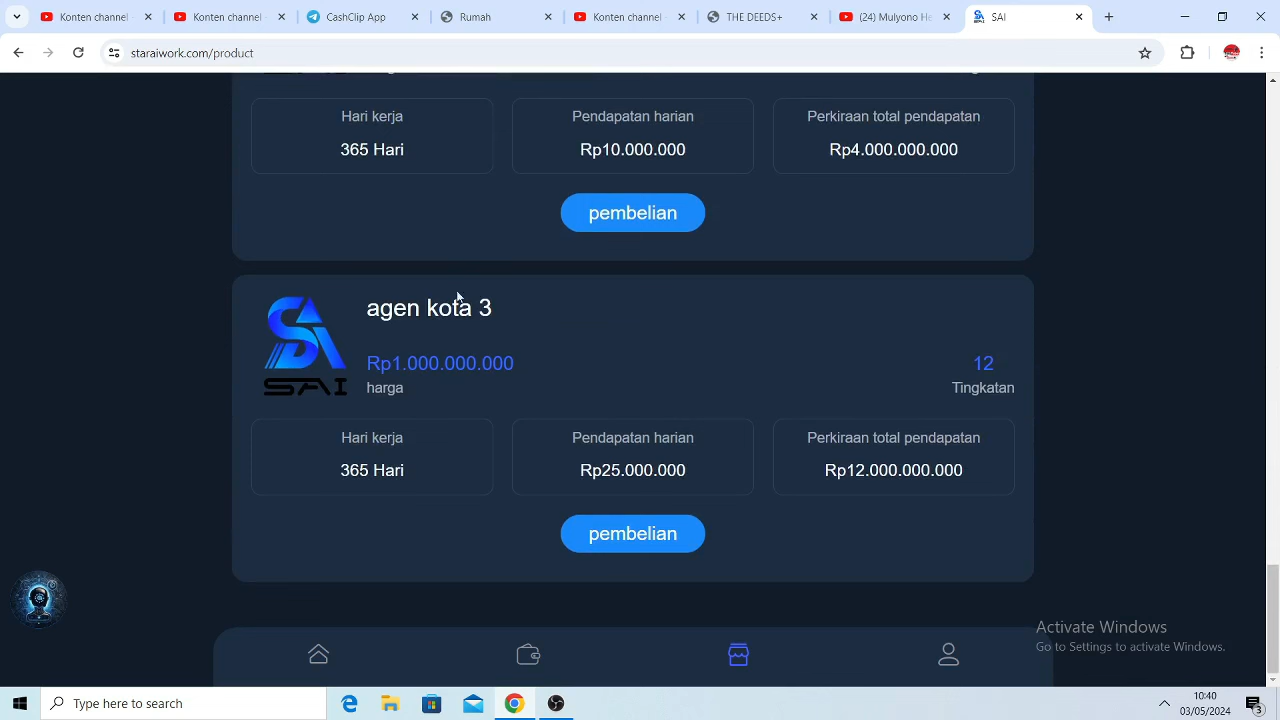 Konten channel
Konten channel
CashClip App
Rumah
Konten channel
THE EEDS+
(24) Mulyono He
SAI
staraiwork.com/product
Hari kerja
Pendapatan harian
Perkiraan total pendapatan
365 Hari
Rp10.000.000
Rp4.000.000.000
pembelian
agen kota 3
Rp1.000.000.000
12
harga
Tingkatan
SAI
Hari kerja
Pendapatan harian
Perkiraan total pendapatan
365 Hari
Rp25.000.000
Rp12.000.000.000
pembelian
Activate Windows
Go to Settings to activate Windows.
Type here to search
10:40
03/05/2024
3